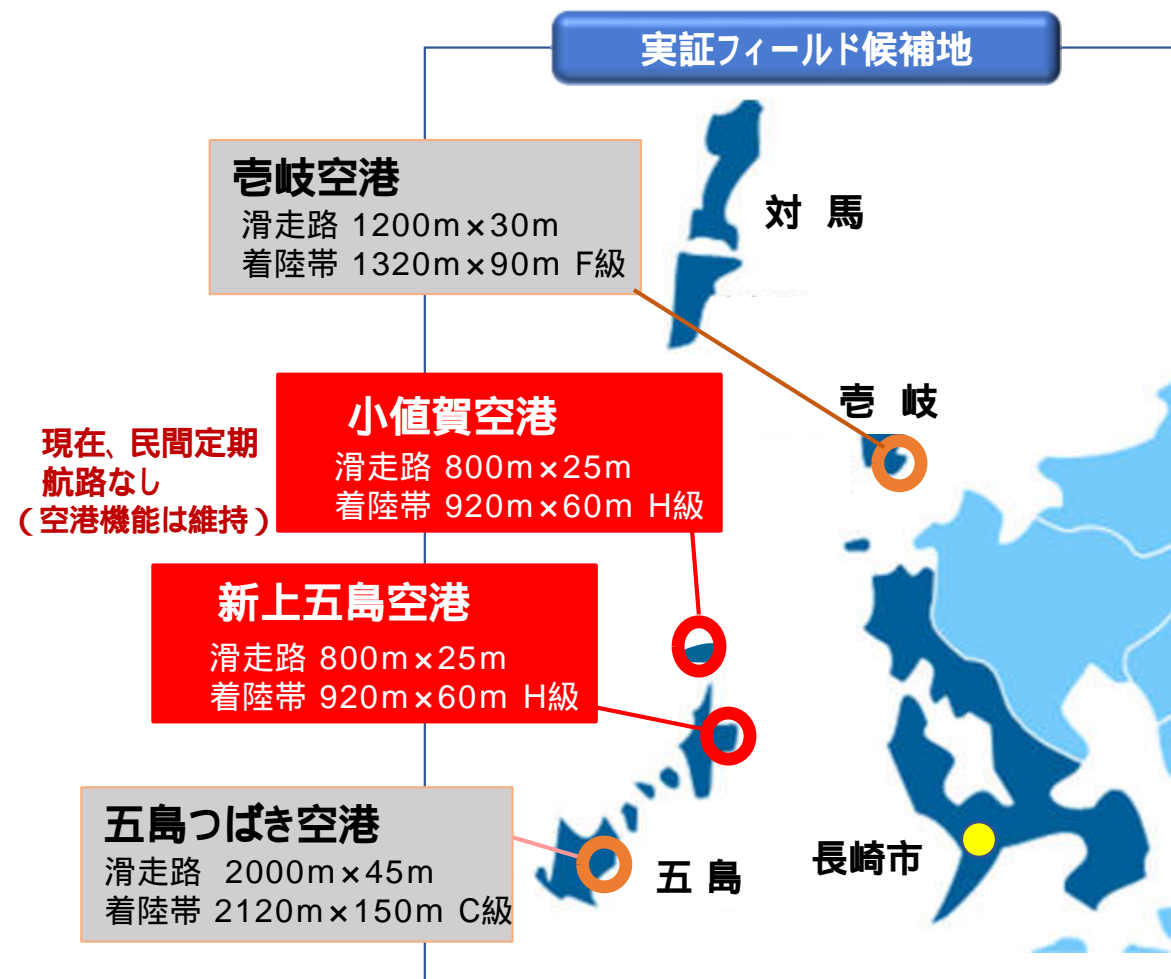 実証フィールド候補地
壱岐空港
滑走路 1200m×30m
着陸帯 1320m×90m F級
対 馬
壱 岐
小値賀空港
滑走路 800m×25m
着陸帯 920m×60m H級
現在、民間定期
航路なし
(空港機能は維持)
新上五島空港
滑走路 800m×25m
着陸帯 920m×60m H級
五島つばき空港
滑走路 2000m×45m
着陸帯 2120m×150m C級
五 島
長崎市